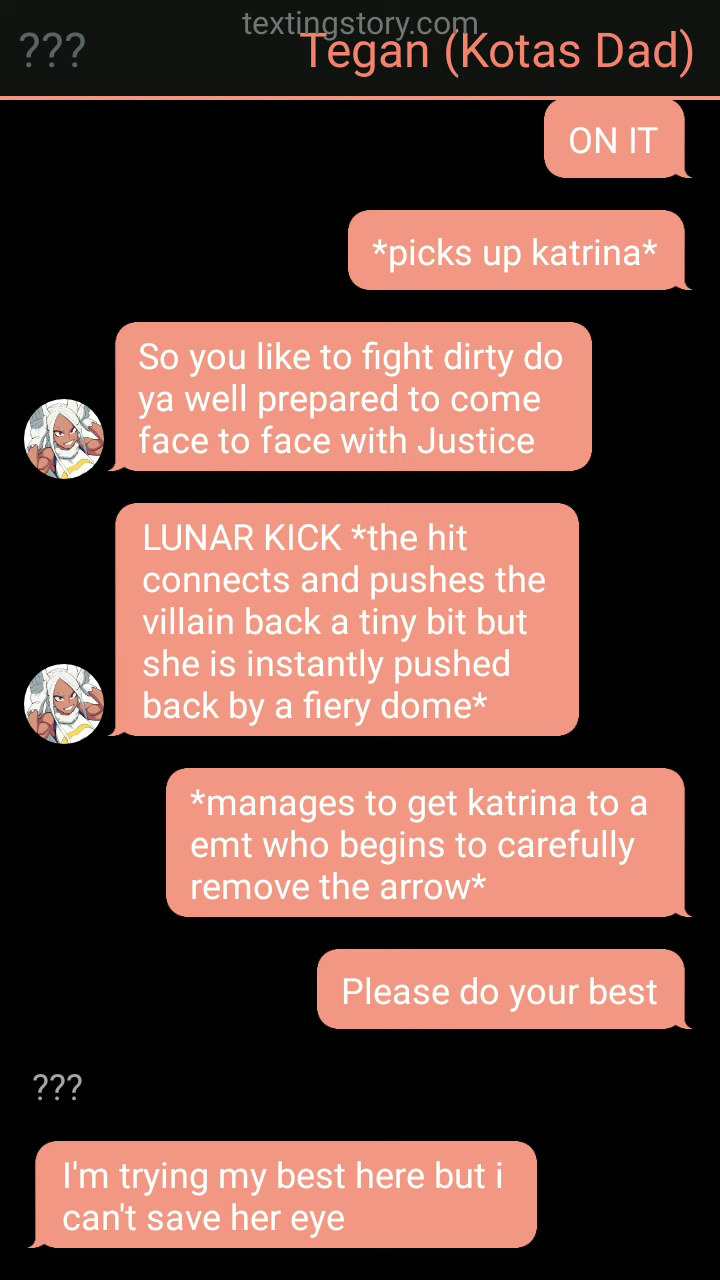 textingstory.com
???
Tegan (Kotas Dad)
ON IT
*picks up katrina*
So you like to fight dirty do
ya well prepared to come
face to face with Justice
LUNAR KICK *the hit
connects and pushes the
villain back a tiny bit but
she is instantly pushed
back by a fiery dome*
*manages to get katrina to a
emt who begins to carefully
remove the arrow*
Please do your best
???
I'm trying my best here but i
can't save her eye